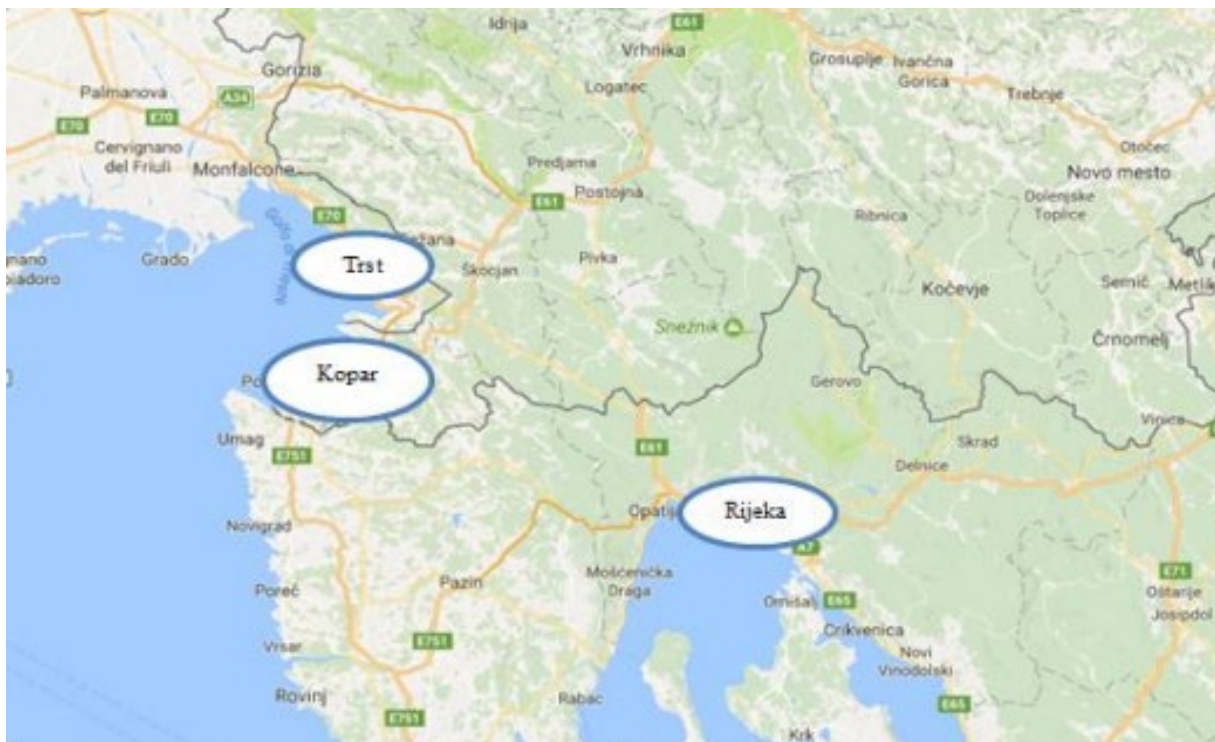 Idrija
E61
Vrhnika
Grosuplje
Ivančna
Gorica
Gorizia
Logatec
Trebnje
Palmanova
A34
E70
E70
Cervignano
del Friuli
Monfalcone
Otočec
Predjama
Novo mesto
Postojna
E61
Dolenjske
Toplice
Ribnica
E70
Grado
Trst
Škocjan
Pivka
Kočevje
Semič
Metlik
Snežnik
Črnomelj
Kopar
Gerovo
Umag
E751
E61
Skrad
Vinica
Delnice
Opatija
Rijeka
Novigrad
A7
Pazin
Mošćenička
Draga
E71
Oštarije
Josipdol
Poreč
Omišalj
E65
Crikvenica
Vrsar
E751
Novi
Vinodolski
Rovinj
Rabac
E65
E751
Krk